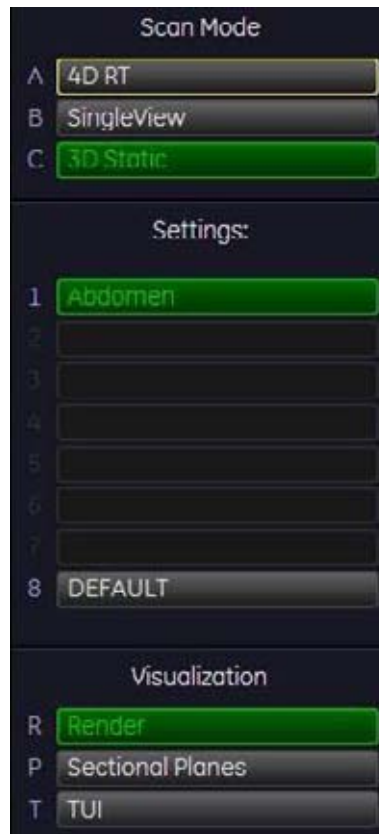 Scan Mode
A 4D RT
B SingleView
C 3D Static
Settings:
1 Abdomen
2
3
4
5
6
7
8 DEFAULT
Visualization
R Render
P Sectional Planes
T TUI